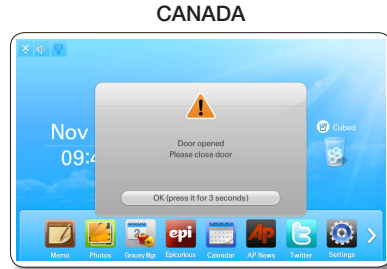 CANADA
Nov
09:4
Door opened
Please close door
OK (press it for 3 seconds)
Cubed
epi
Ap
Memo
Photos
Grocery Mgr.
Epicurious
Calendar
AP News
Twitter
Settings